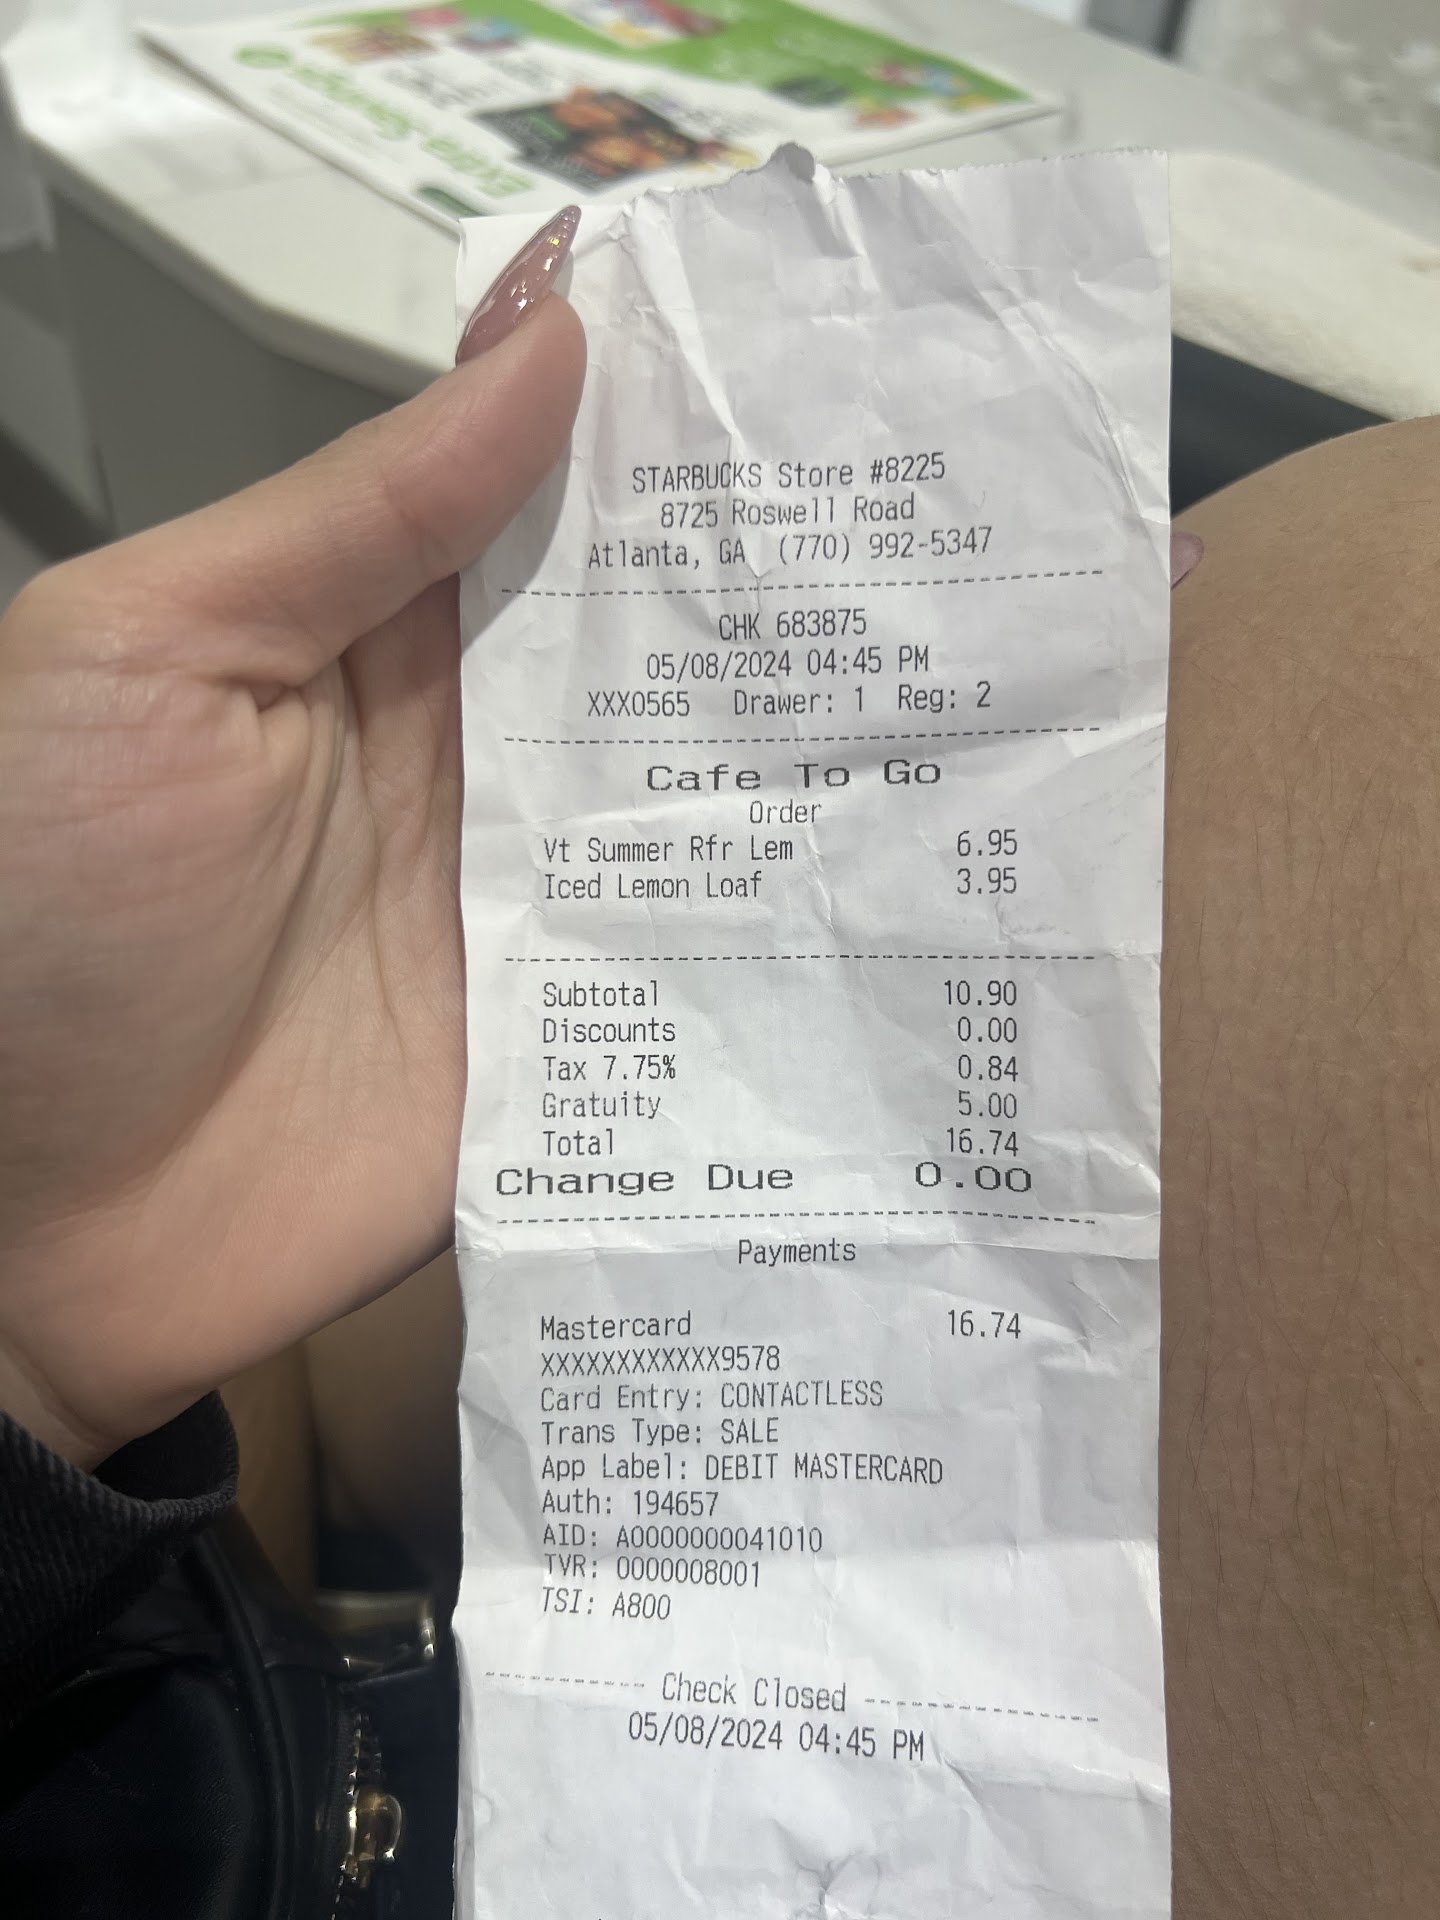 Extra Savings
STARBUCKS Store #8225
8725 Roswell Road
Atlanta, GA (770) 992-5347
CHK 683875
05/08/2024 04:45 PM
XXX0565 Drawer: 1 Reg: 2
Cafe To Go
Order
Vt Summer Rfr Lem 6.95
Iced Lemon Loaf 3.95
Subtotal 10.90
Discounts 0.00
Tax 7.75% 0.84
Gratuity 5.00
Total 16.74
Change Due 0.00
Payments
Mastercard 16.74
XXXXXXXXXXXX9578
Card Entry: CONTACTLESS
Trans Type: SALE
App Label: DEBIT MASTERCARD
Auth: 194657
AID: A0000000041010
TVR: 0000008001
TSI: A800
Check Closed
05/08/2024 04:45 PM